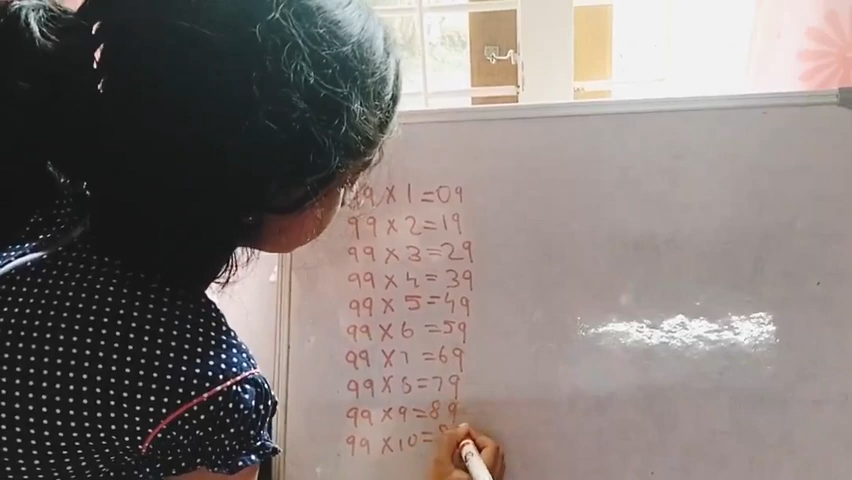 99 X 1 = 09
99 X 2 = 19
99 X 3 = 29
99 X 4 = 39
99 X 5 = 49
99 X 6 = 59
99 X 7 = 69
99 X 8 = 79
99 X 9 = 89
99 X 10 =